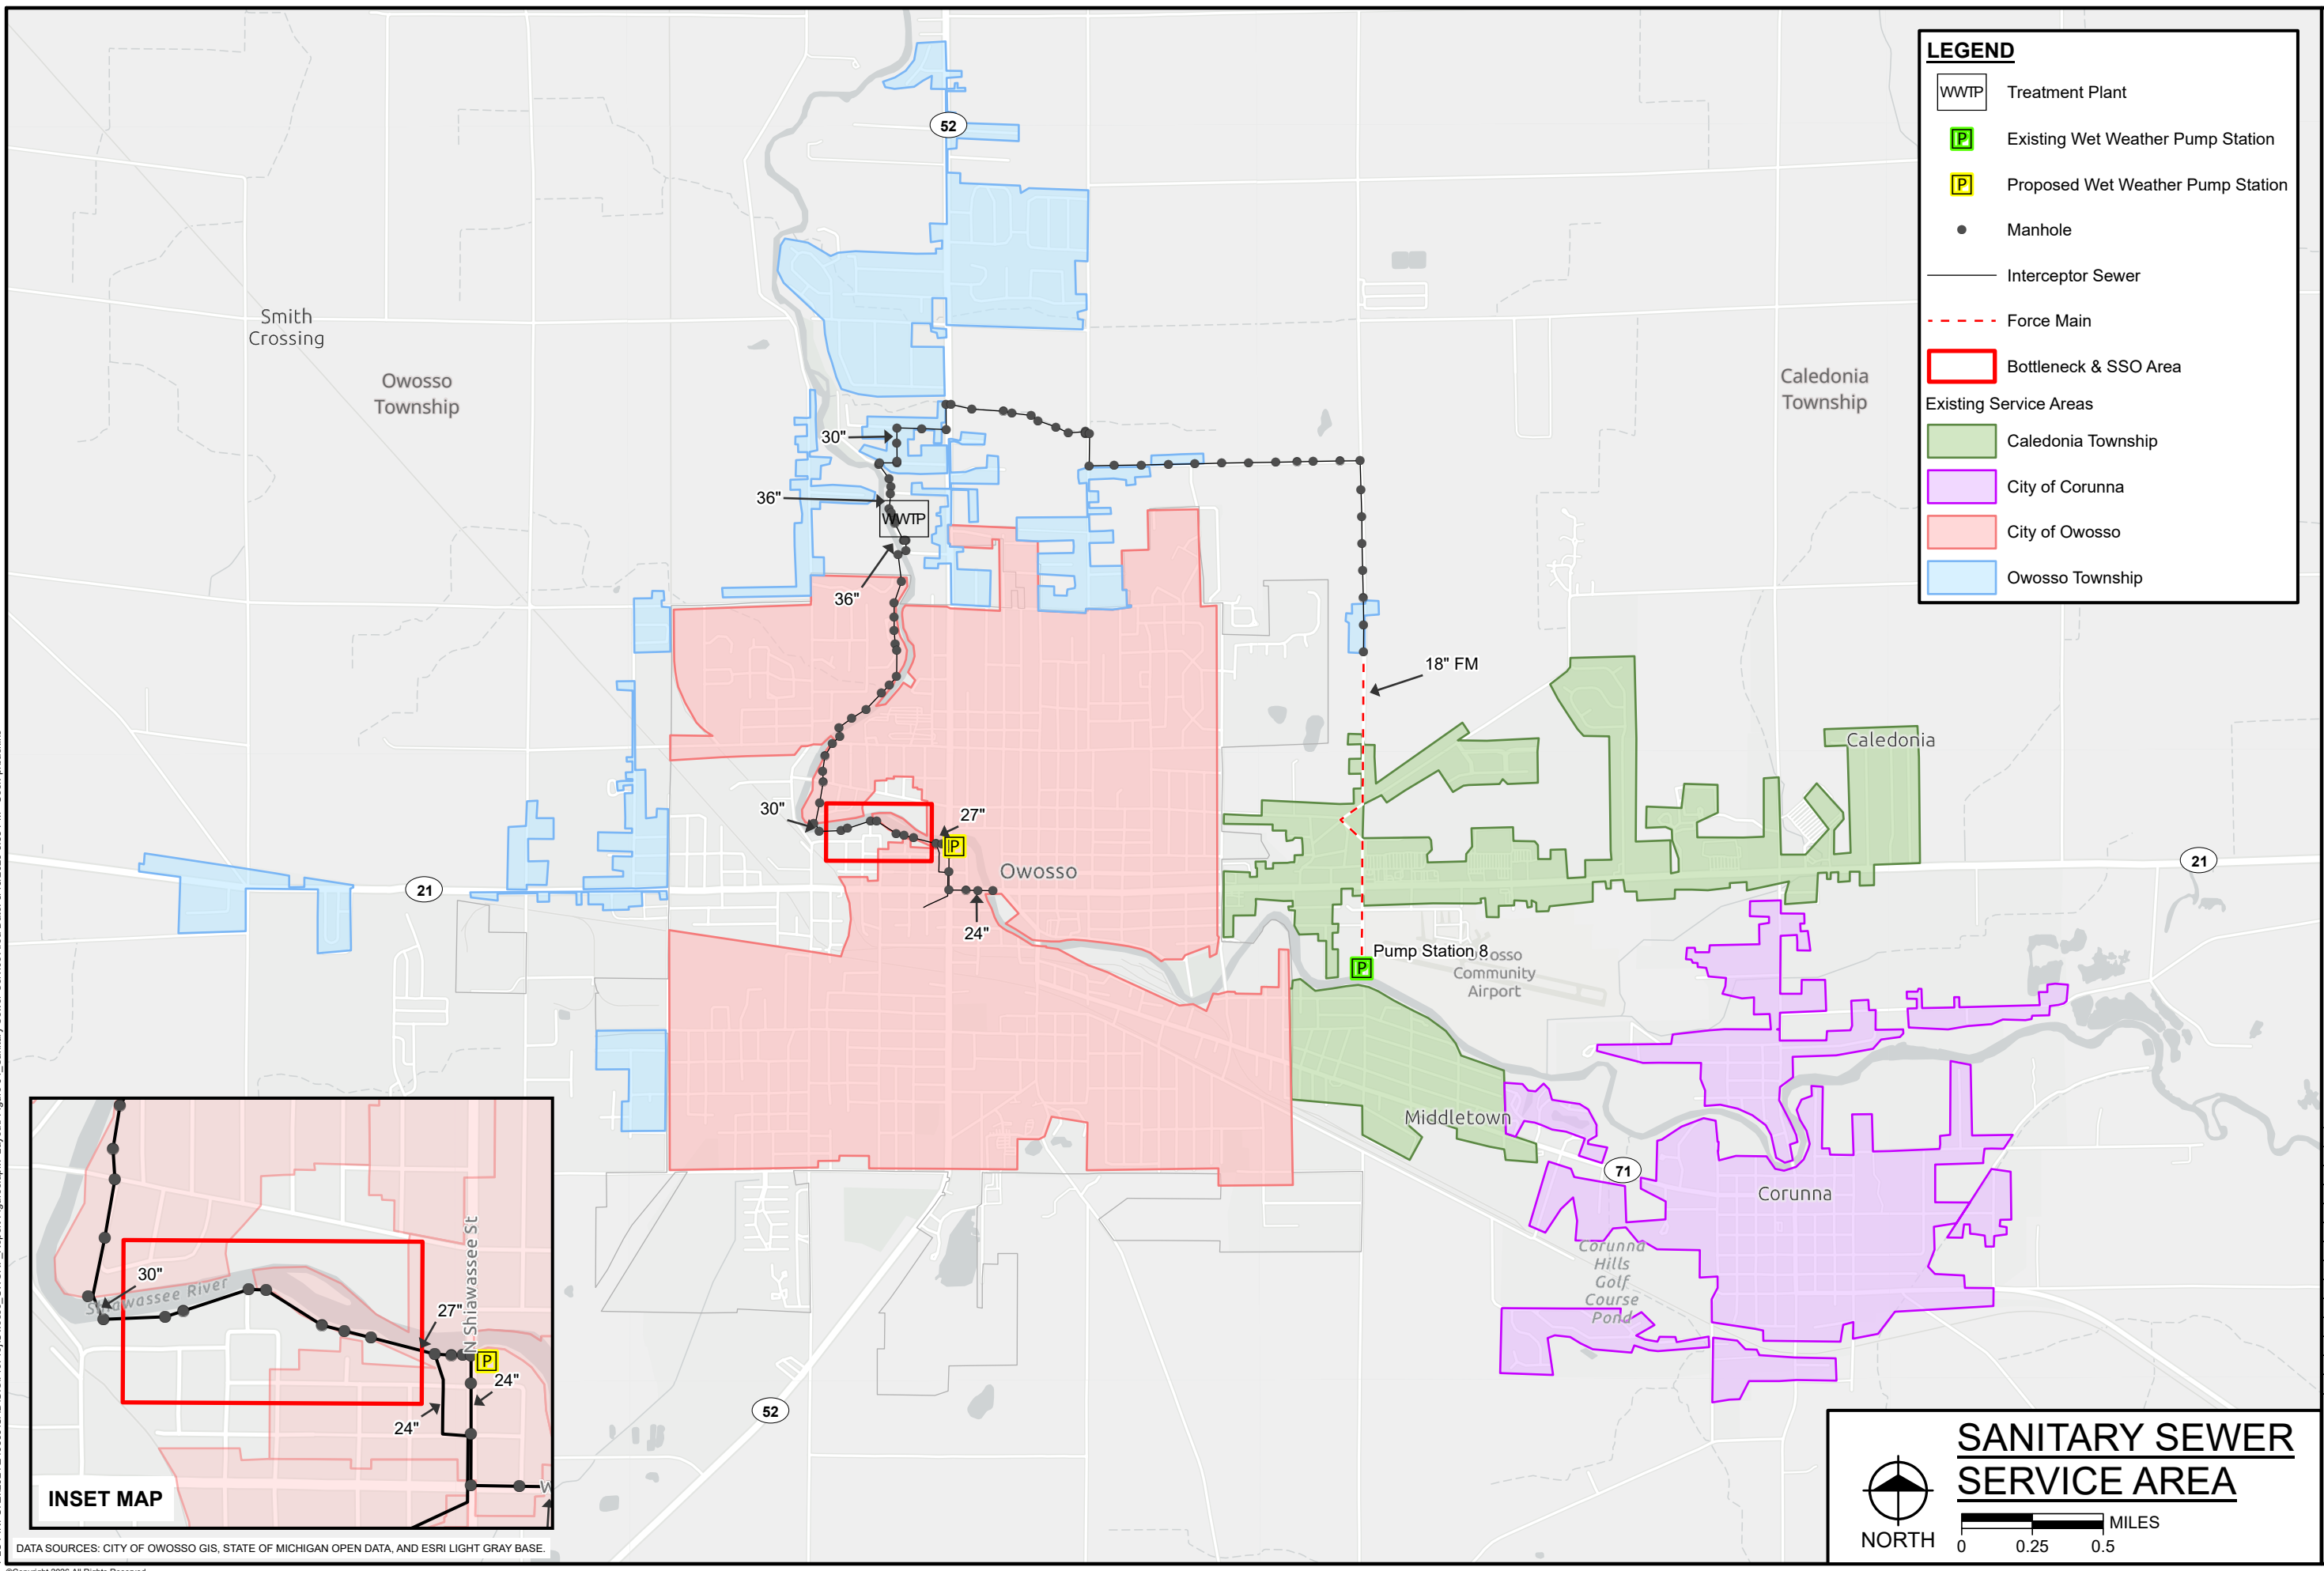 LEGEND
WWTP Treatment Plant
P Existing Wet Weather Pump Station
P Proposed Wet Weather Pump Station
Manhole
Interceptor Sewer
Force Main
Bottleneck & SSO Area
Existing Service Areas
Caledonia Township
City of Corunna
City of Owosso
Owosso Township
52
Smith
Crossing
Owosso
Township
Caledonia
Township
30"
36"
WWTP
36"
18" FM
Caledonia
30"
27"
P
Owosso
21
21
24"
Pump Station 8
P
osso
Community
Airport
Middletown
71
Corunna
Corunna
Hills
Golf
Course
Pond
52
N Shiawassee St
30"
Shiawassee River
27"
P
24"
24"
W
INSET MAP
DATA SOURCES: CITY OF OWOSSO GIS, STATE OF MICHIGAN OPEN DATA, AND ESRI LIGHT GRAY BASE.
SANITARY SEWER
SERVICE AREA
NORTH
MILES
0 0.25 0.5